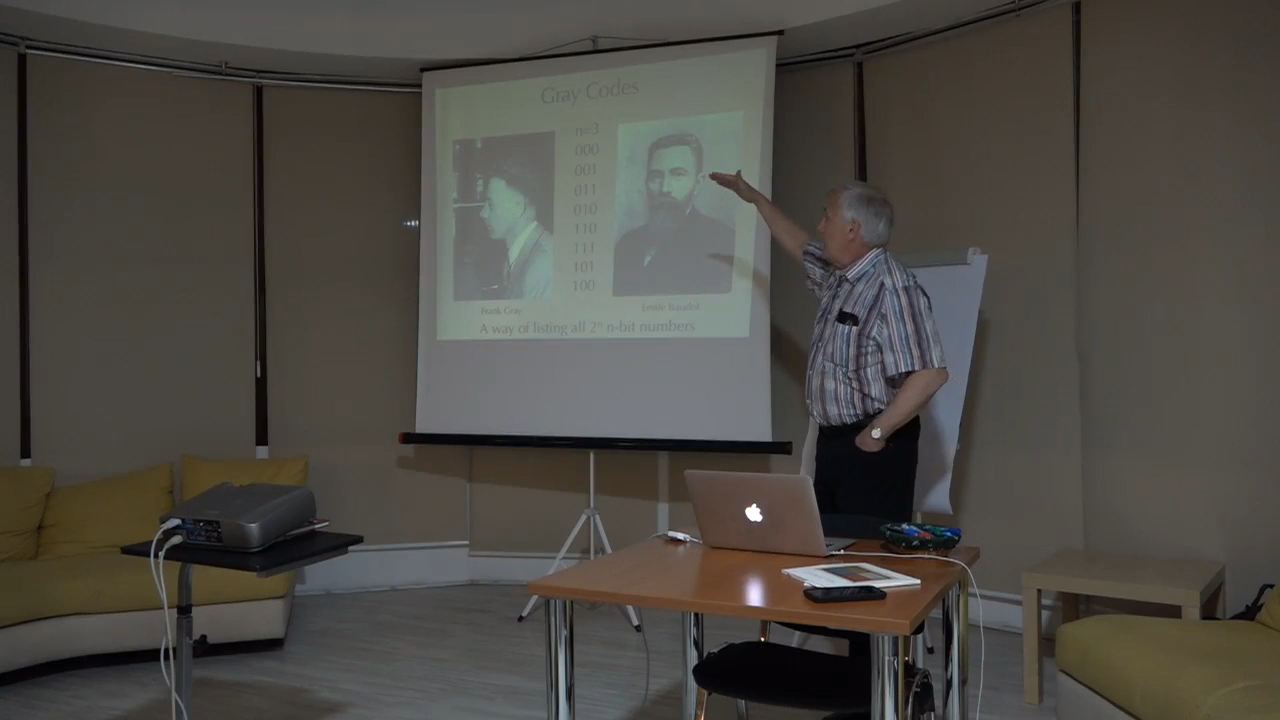 Gray Codes
n=3
000
001
011
010
110
111
101
100
Frank Gray
Emile Baudot
A way of listing all 2ⁿ n-bit numbers